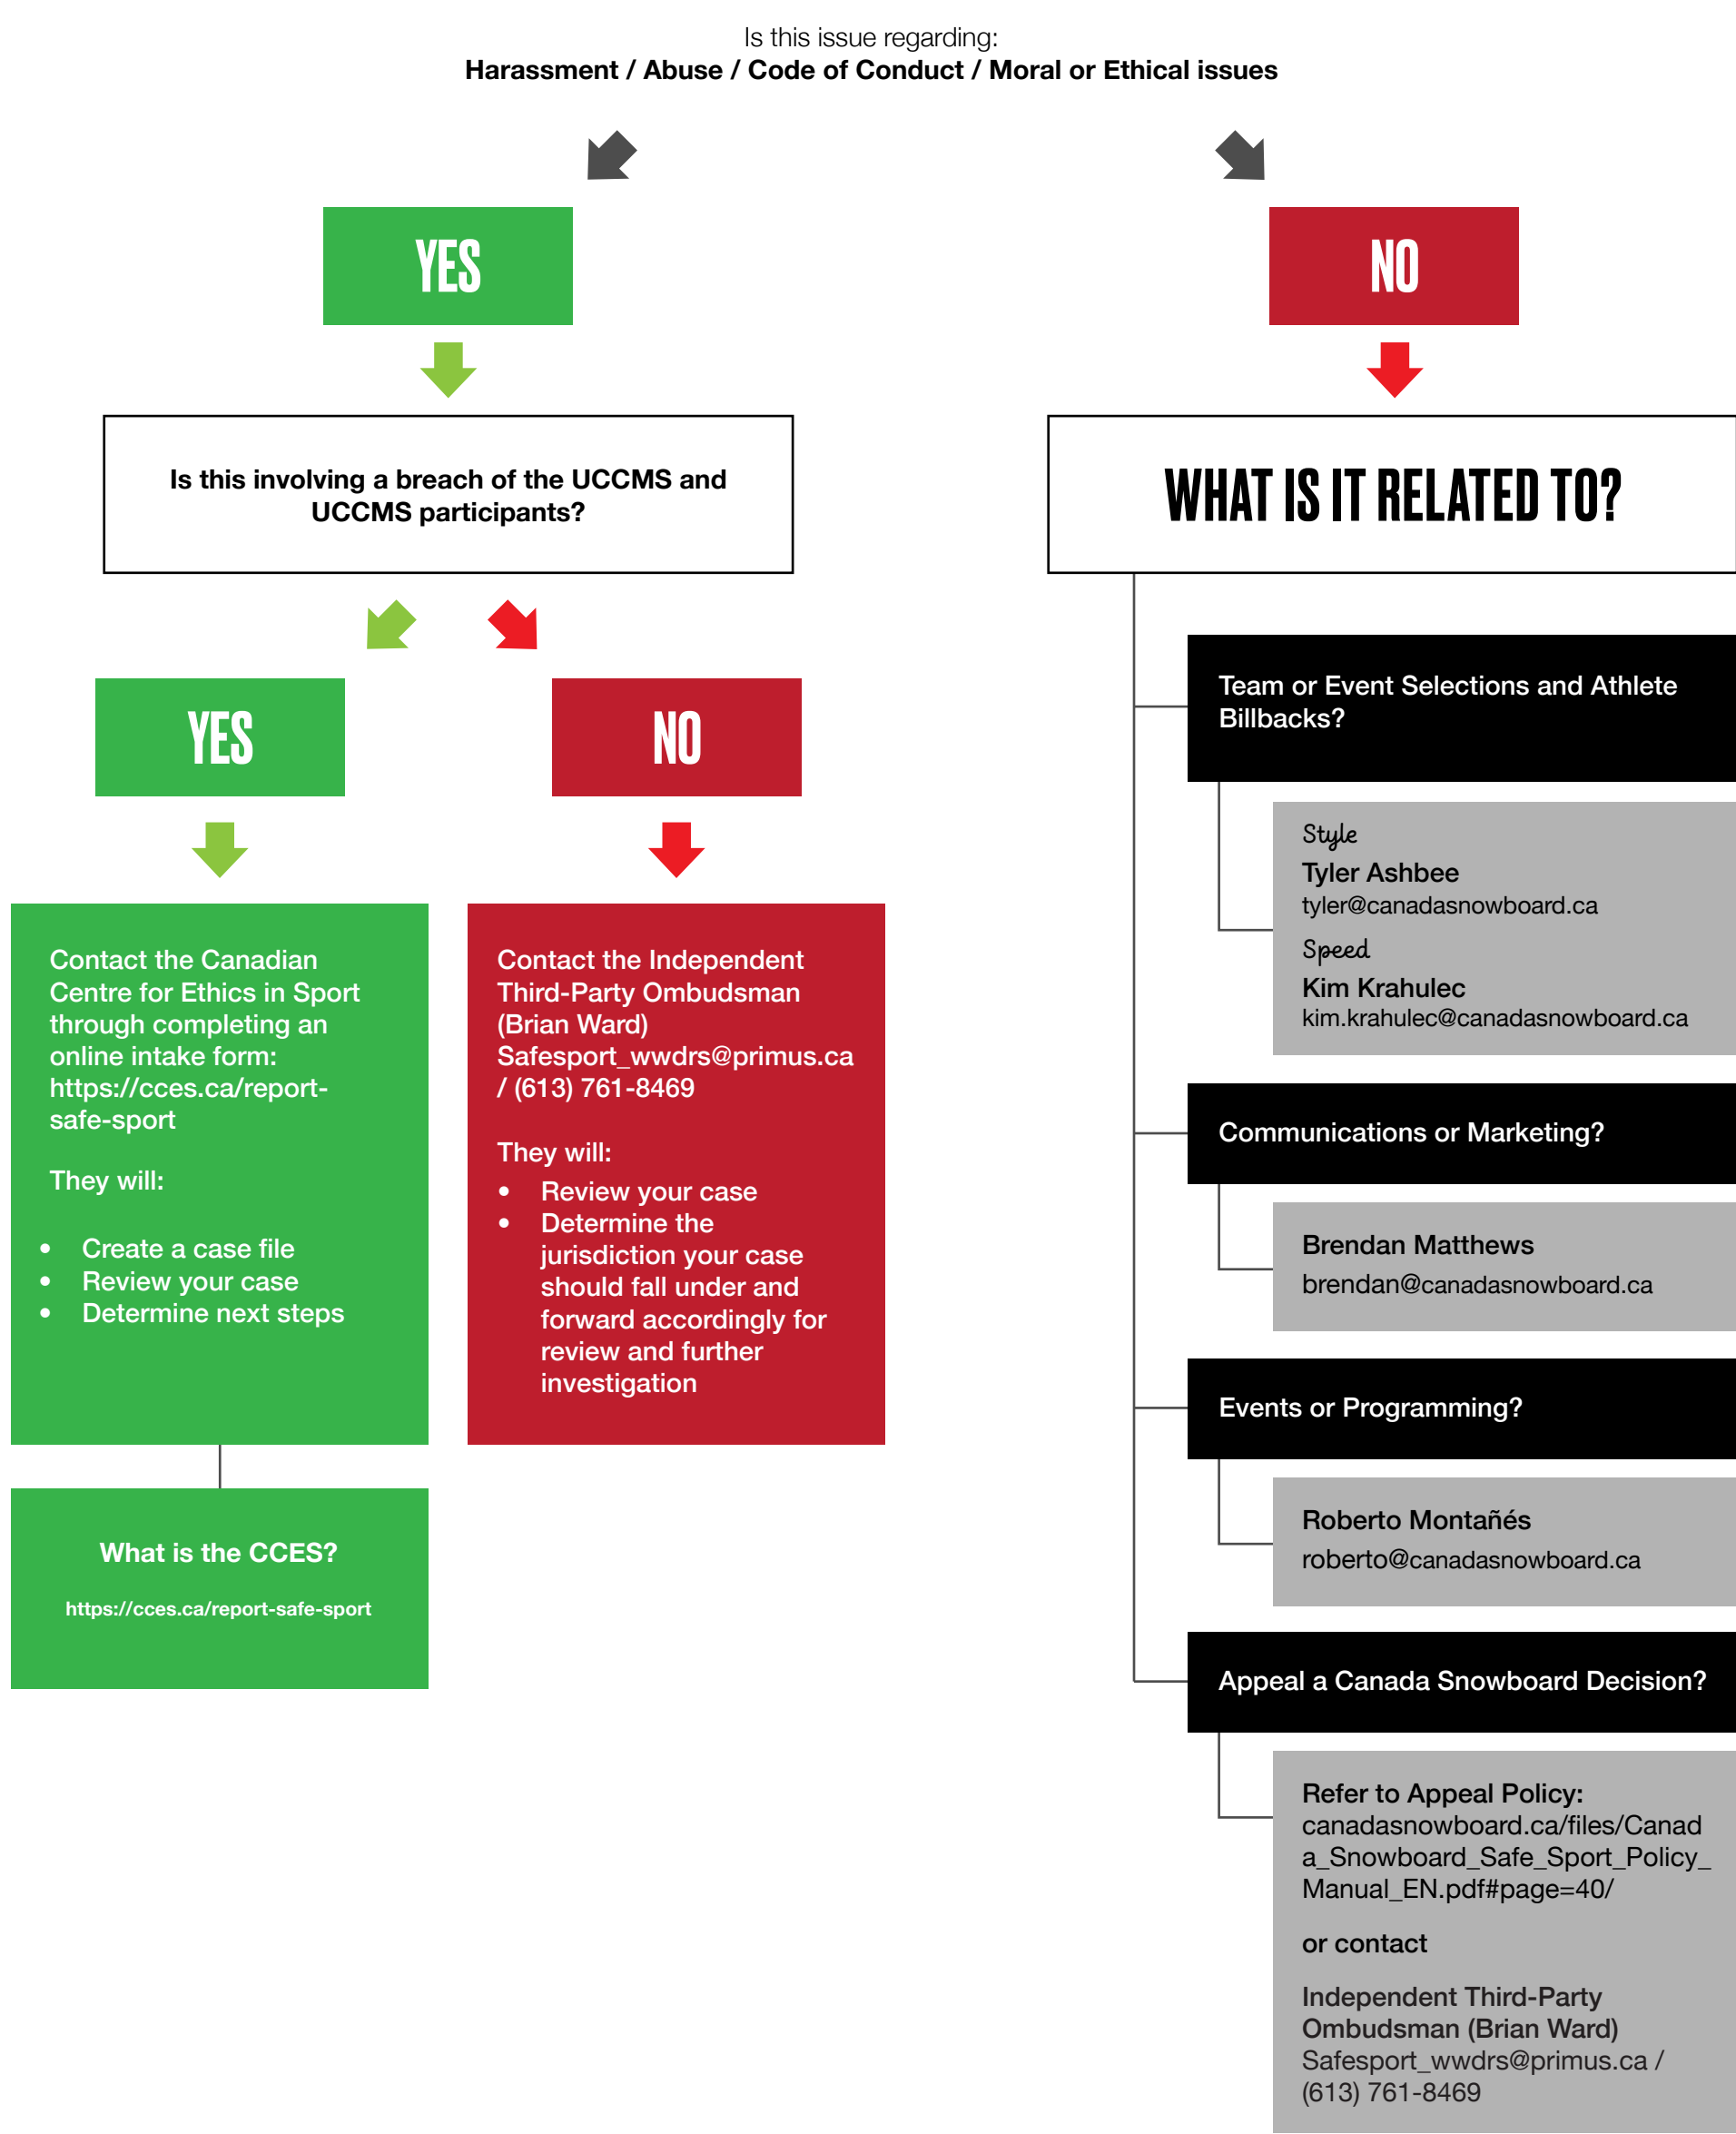 Is this issue regarding:
Harassment / Abuse / Code of Conduct / Moral or Ethical issues
YES
Is this involving a breach of the UCCMS and
UCCMS participants?
YES
Contact the Canadian
Centre for Ethics in Sport
through completing an
online intake form:
https://cces.ca/report-
safe-sport
They will:
• Create a case file
• Review your case
• Determine next steps
What is the CCES?
https://cces.ca/report-safe-sport
NO
Contact the Independent
Third-Party Ombudsman
(Brian Ward)
Safesport_wwdrs@primus.ca
/ (613) 761-8469
They will:
• Review your case
• Determine the
jurisdiction your case
should fall under and
forward accordingly for
review and further
investigation
NO
WHAT IS IT RELATED TO?
Team or Event Selections and Athlete
Billbacks?
Style
Tyler Ashbee
tyler@canadasnowboard.ca
Speed
Kim Krahulec
kim.krahulec@canadasnowboard.ca
Communications or Marketing?
Brendan Matthews
brendan@canadasnowboard.ca
Events or Programming?
Roberto Montañés
roberto@canadasnowboard.ca
Appeal a Canada Snowboard Decision?
Refer to Appeal Policy:
canadasnowboard.ca/files/Canad
a_Snowboard_Safe_Sport_Policy_
Manual_EN.pdf#page=40/
or contact
Independent Third-Party
Ombudsman (Brian Ward)
Safesport_wwdrs@primus.ca /
(613) 761-8469